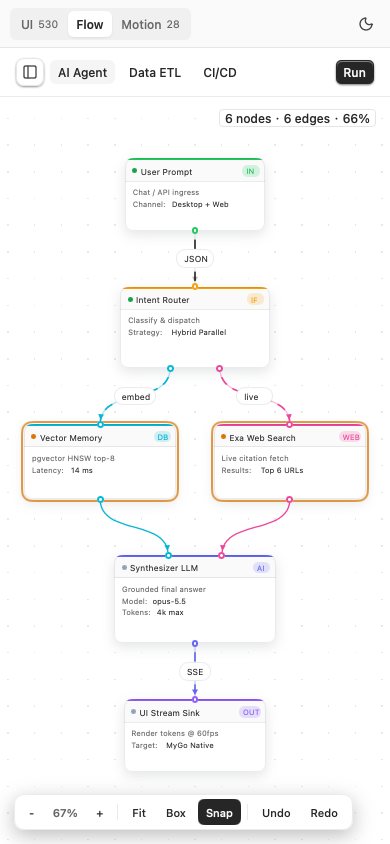 UI 530 Flow Motion 28
AI Agent Data ETL CI/CD Run
6 nodes · 6 edges · 66%
User Prompt IN
Chat / API ingress
Channel: Desktop + Web
JSON
Intent Router IF
Classify & dispatch
Strategy: Hybrid Parallel
embed live
Vector Memory DB
pgvector HNSW top-8
Latency: 14 ms
Exa Web Search WEB
Live citation fetch
Results: Top 6 URLs
Synthesizer LLM AI
Grounded final answer
Model: opus-5.5
Tokens: 4k max
SSE
UI Stream Sink OUT
Render tokens @ 60fps
Target: MyGo Native
- 67% + Fit Box Snap Undo Redo